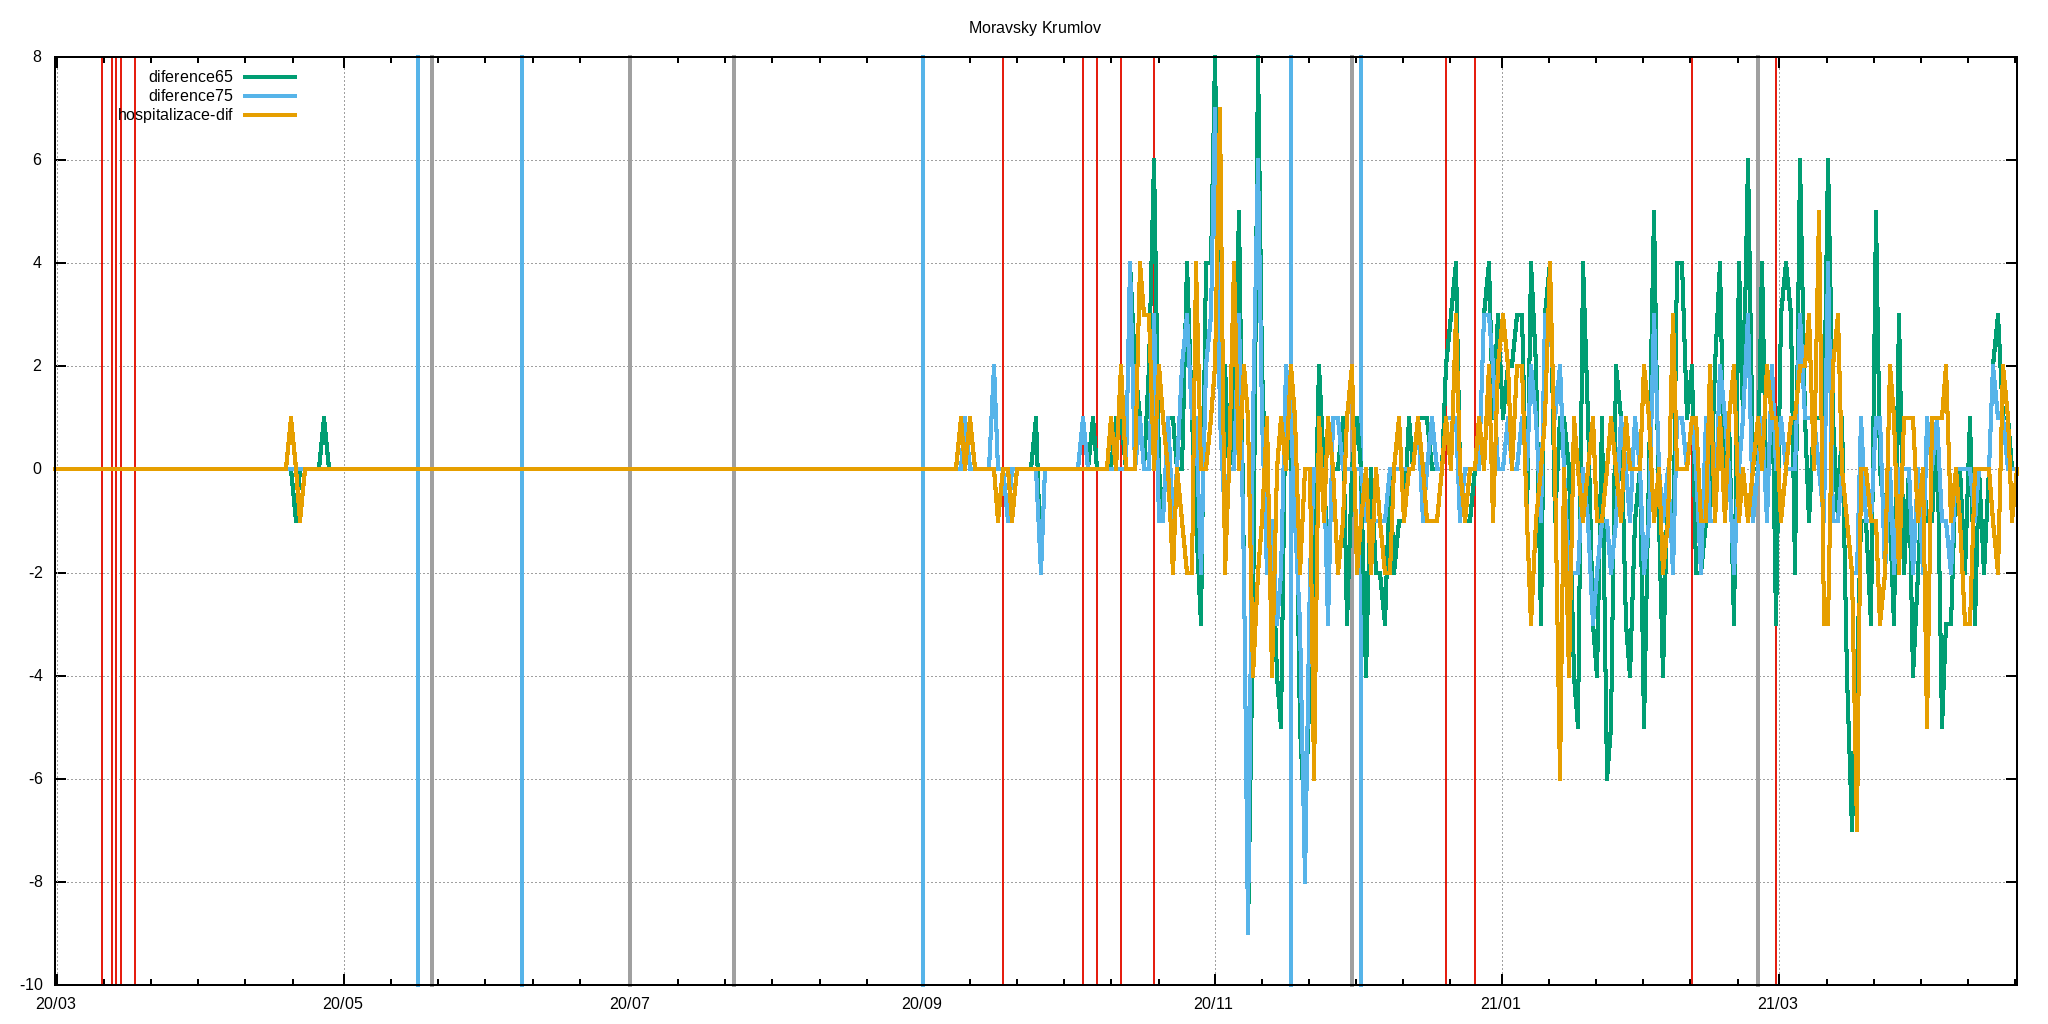 Moravsky Krumlov
8
diference65
diference75
hospitalizace-dif
6
4
2
0
-2
-4
-6
-8
-10
20/03 20/05 20/07 20/09 20/11 21/01 21/03